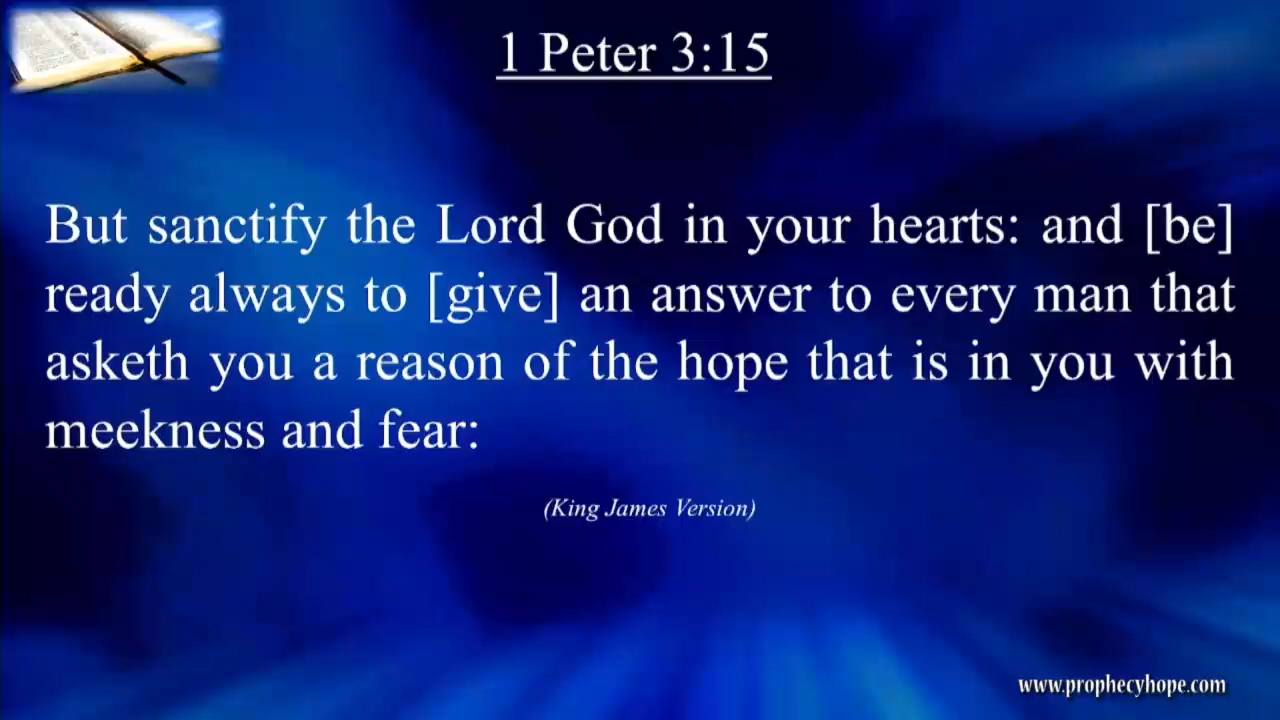 1 Peter 3:15
But sanctify the Lord God in your hearts: and [be]
ready always to [give] an answer to every man that
asketh you a reason of the hope that is in you with
meekness and fear:
(King James Version)
www.prophecyhope.com